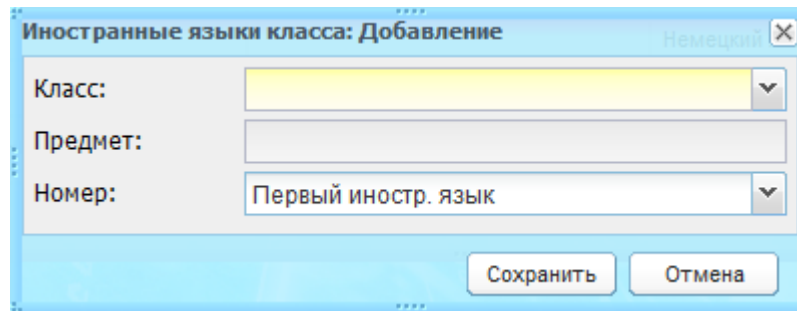 Иностранные языки класса: Добавление
Немецкий
Класс:
Предмет:
Номер:
Первый иностр. язык
Сохранить
Отмена